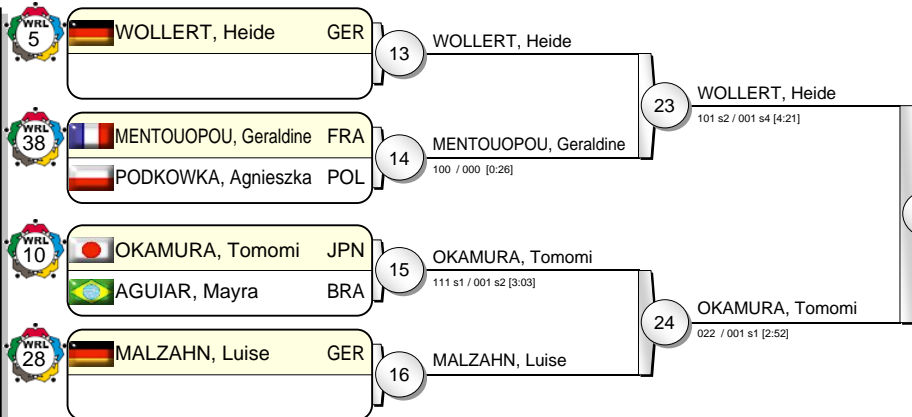 WRL
5
WOLLERT, Heide GER
13
WOLLERT, Heide
23
WOLLERT, Heide
101 s2 / 001 s4 [4:21]
WRL
38
MENTOUOPOU, Geraldine FRA
PODKOWKA, Agnieszka POL
14
MENTOUOPOU, Geraldine
100 / 000 [0:26]
WRL
10
OKAMURA, Tomomi JPN
AGUIAR, Mayra BRA
15
OKAMURA, Tomomi
111 s1 / 001 s2 [3:03]
24
OKAMURA, Tomomi
022 / 001 s1 [2:52]
WRL
28
MALZAHN, Luise GER
16
MALZAHN, Luise